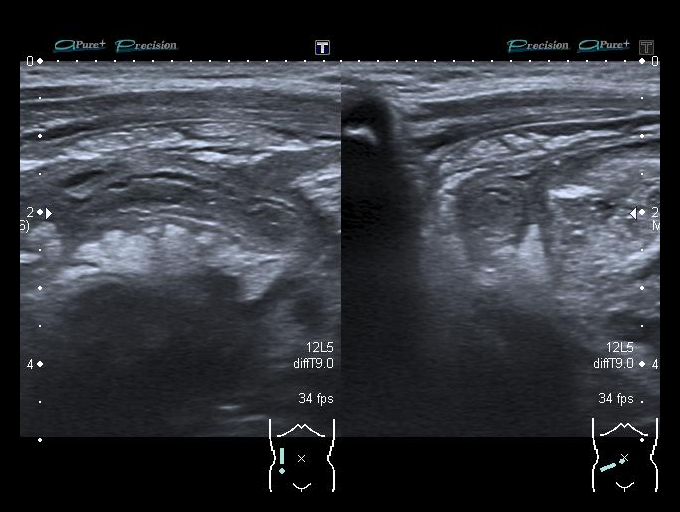 aPure+ Precision T Precision aPure+ T
0 0
2 2
4 4
12L5 12L5
diffT9.0 diffT9.0
34 fps 34 fps